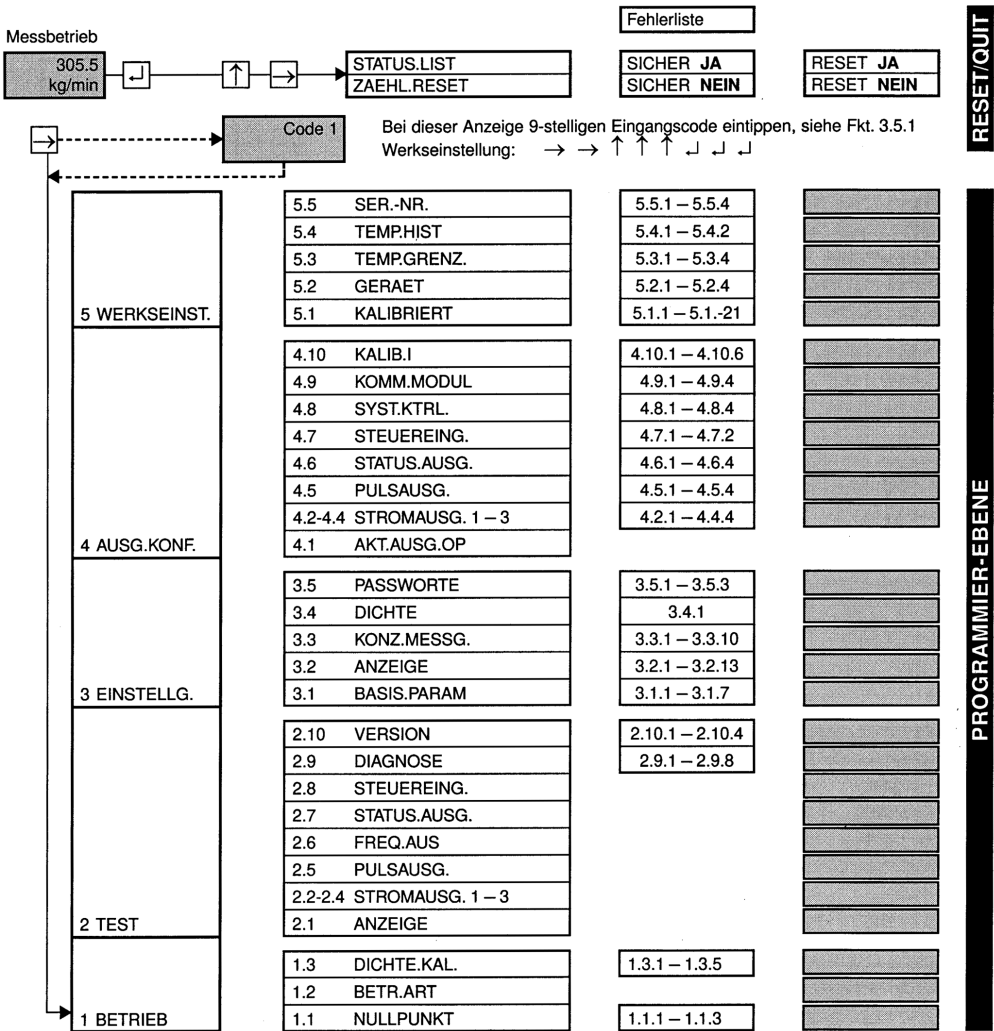 Fehlerliste
Messbetrieb
305.5
kg/min
↵ ↑ →
STATUS.LIST
ZAEHL.RESET
SICHER JA
SICHER NEIN
RESET JA
RESET NEIN
RESET/QUIT
→
Code 1
Bei dieser Anzeige 9-stelligen Eingangscode eintippen, siehe Fkt. 3.5.1
Werkseinstellung: → → ↑ ↑ ↑ ↵ ↵ ↵
5.5 SER.-NR. 5.5.1 – 5.5.4
5.4 TEMP.HIST 5.4.1 – 5.4.2
5.3 TEMP.GRENZ. 5.3.1 – 5.3.4
5.2 GERAET 5.2.1 – 5.2.4
5 WERKSEINST. 5.1 KALIBRIERT 5.1.1 – 5.1.-21
4.10 KALIB.I 4.10.1 – 4.10.6
4.9 KOMM.MODUL 4.9.1 – 4.9.4
4.8 SYST.KTRL. 4.8.1 – 4.8.4
4.7 STEUEREING. 4.7.1 – 4.7.2
4.6 STATUS.AUSG. 4.6.1 – 4.6.4
4.5 PULSAUSG. 4.5.1 – 4.5.4
4.2-4.4 STROMAUSG. 1 – 3 4.2.1 – 4.4.4
4 AUSG.KONF. 4.1 AKT.AUSG.OP
3.5 PASSWORTE 3.5.1 – 3.5.3
3.4 DICHTE 3.4.1
3.3 KONZ.MESSG. 3.3.1 – 3.3.10
3.2 ANZEIGE 3.2.1 – 3.2.13
3 EINSTELLG. 3.1 BASIS.PARAM 3.1.1 – 3.1.7
2.10 VERSION 2.10.1 – 2.10.4
2.9 DIAGNOSE 2.9.1 – 2.9.8
2.8 STEUEREING.
2.7 STATUS.AUSG.
2.6 FREQ.AUS
2.5 PULSAUSG.
2.2-2.4 STROMAUSG. 1 – 3
2 TEST 2.1 ANZEIGE
1.3 DICHTE.KAL. 1.3.1 – 1.3.5
1.2 BETR.ART
1 BETRIEB 1.1 NULLPUNKT 1.1.1 – 1.1.3
PROGRAMMIER-EBENE